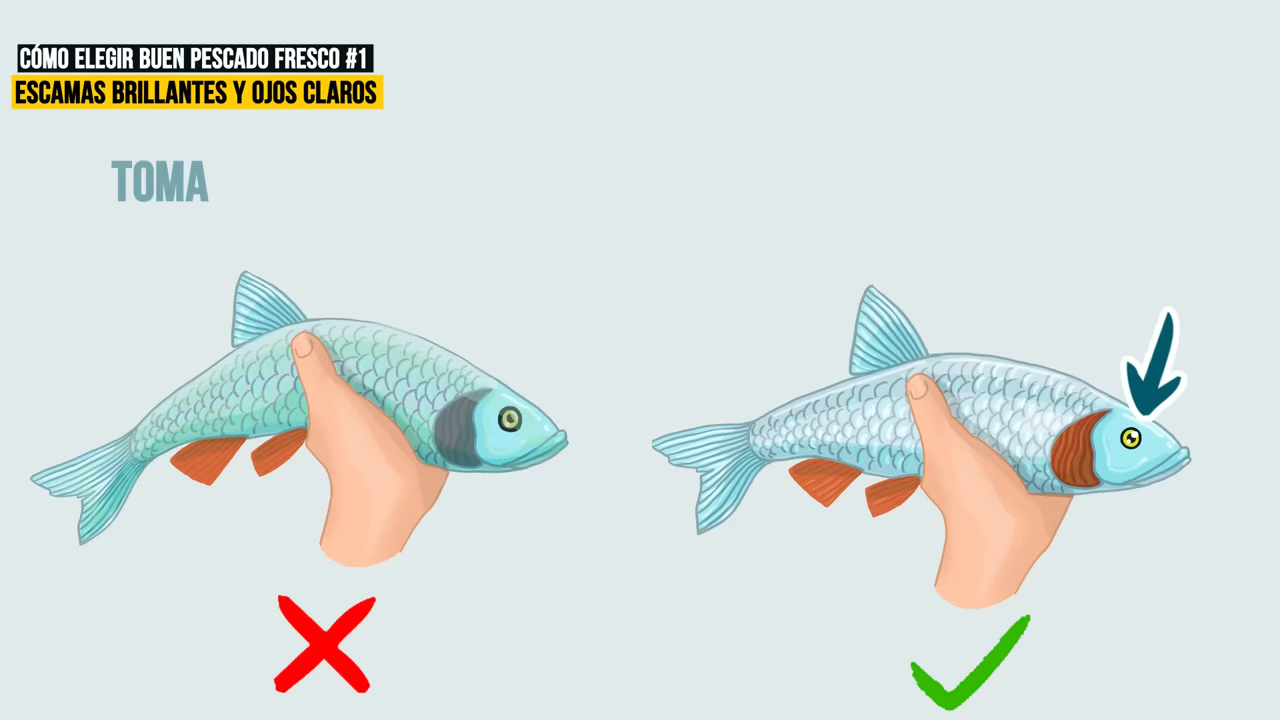 CÓMO ELEGIR BUEN PESCADO FRESCO #1
ESCAMAS BRILLANTES Y OJOS CLAROS
TOMA